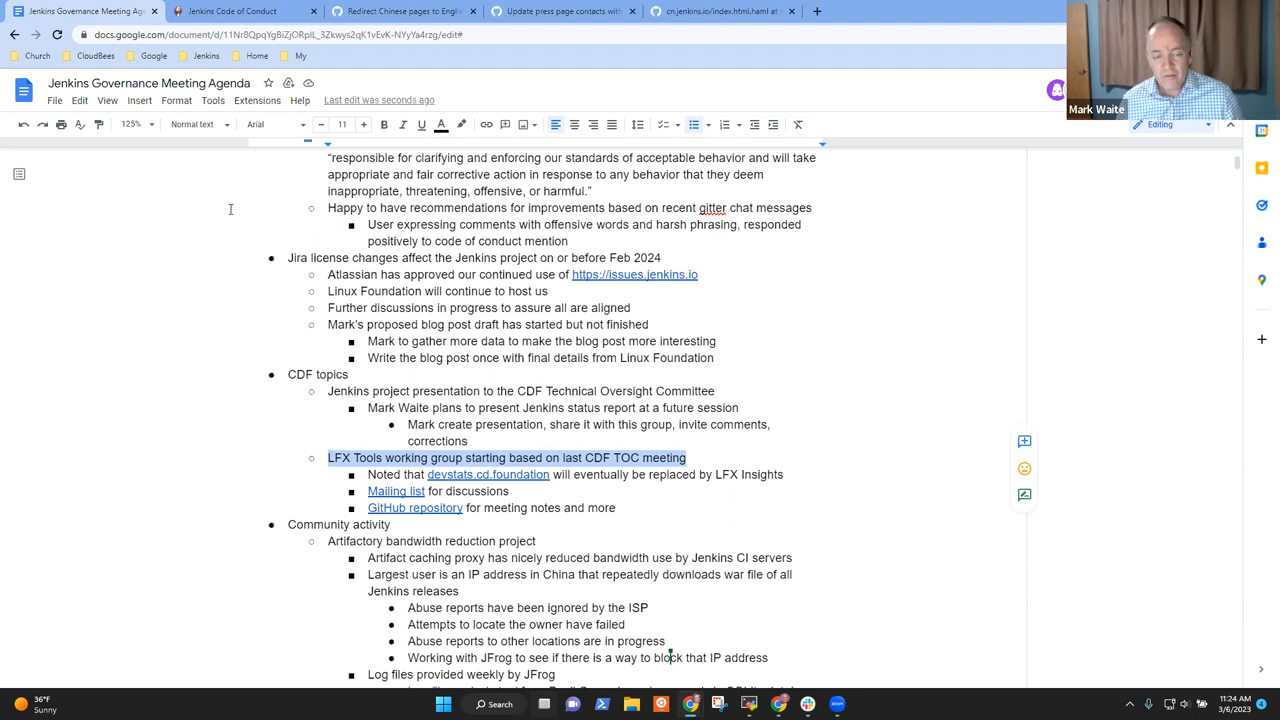 Jenkins Governance Meeting Agenda
Jenkins Code of Conduct
Redirect Chinese pages to Englis
Update press page contacts with
cn.jenkins.io/index.html.haml at
docs.google.com/document/d/11Nr8QpqYgBiZjORpIL_3Zkwys2qK1vEvK-NYyYa4rzg/edit#
Church
CloudBees
Google
Jenkins
Home
My
Jenkins Governance Meeting Agenda
File Edit View Insert Format Tools Extensions Help Last edit was seconds ago
125% Normal text Arial 11 Editing
Mark Waite
"responsible for clarifying and enforcing our standards of acceptable behavior and will take
appropriate and fair corrective action in response to any behavior that they deem
inappropriate, threatening, offensive, or harmful."
Happy to have recommendations for improvements based on recent gitter chat messages
User expressing comments with offensive words and harsh phrasing, responded
positively to code of conduct mention
Jira license changes affect the Jenkins project on or before Feb 2024
Atlassian has approved our continued use of https://issues.jenkins.io
Linux Foundation will continue to host us
Further discussions in progress to assure all are aligned
Mark's proposed blog post draft has started but not finished
Mark to gather more data to make the blog post more interesting
Write the blog post once with final details from Linux Foundation
CDF topics
Jenkins project presentation to the CDF Technical Oversight Committee
Mark Waite plans to present Jenkins status report at a future session
Mark create presentation, share it with this group, invite comments,
corrections
LFX Tools working group starting based on last CDF TOC meeting
Noted that devstats.cd.foundation will eventually be replaced by LFX Insights
Mailing list for discussions
GitHub repository for meeting notes and more
Community activity
Artifactory bandwidth reduction project
Artifact caching proxy has nicely reduced bandwidth use by Jenkins CI servers
Largest user is an IP address in China that repeatedly downloads war file of all
Jenkins releases
Abuse reports have been ignored by the ISP
Attempts to locate the owner have failed
Abuse reports to other locations are in progress
Working with JFrog to see if there is a way to block that IP address
Log files provided weekly by JFrog
36°F
Sunny
Search
11:24 AM
3/6/2023